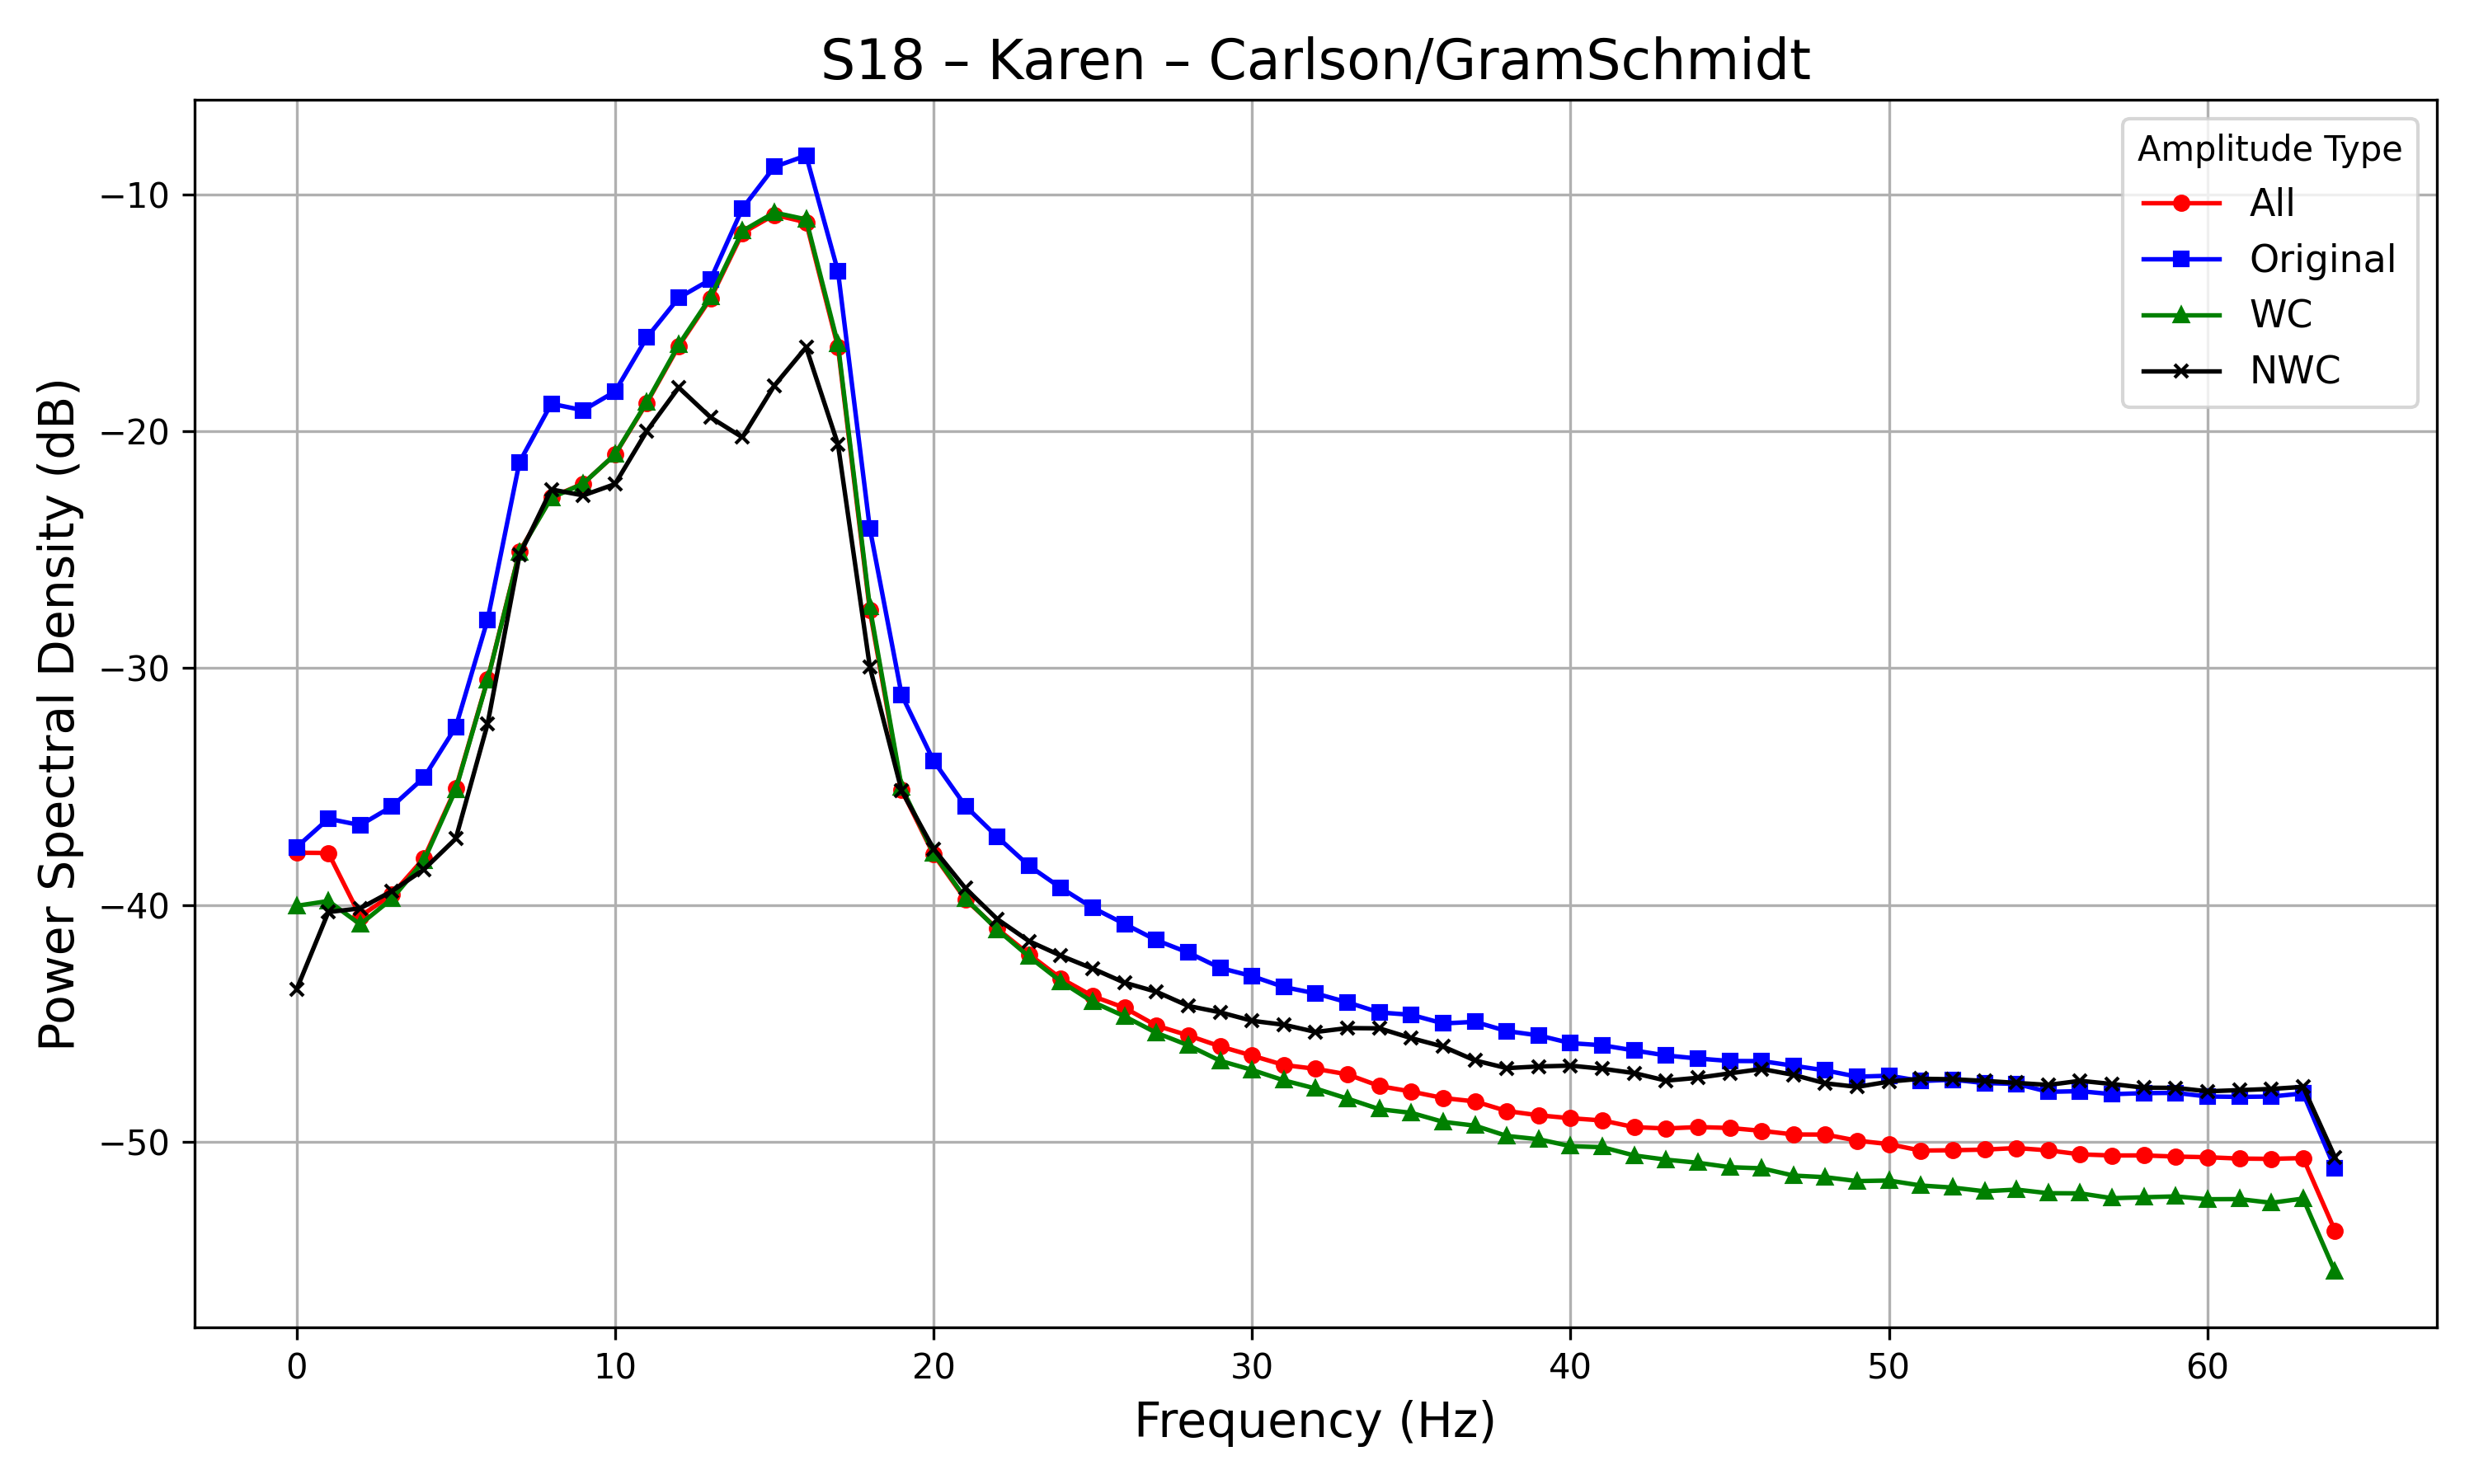 S18 – Karen – Carlson/GramSchmidt
Power Spectral Density (dB)
−10
−20
−30
−40
−50
Amplitude Type
All
Original
WC
NWC
0 10 20 30 40 50 60
Frequency (Hz)